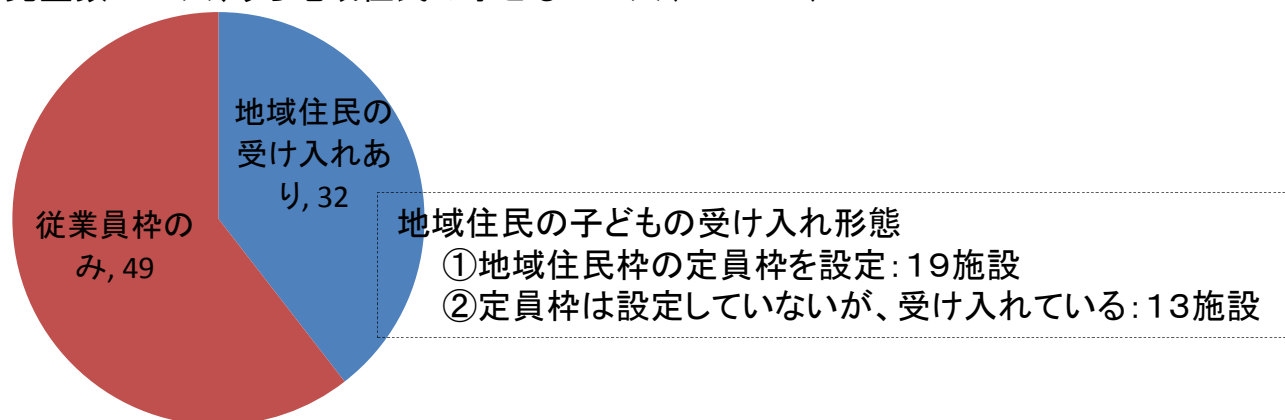 地域住民の
受け入れあ
り, 32
従業員枠の
み, 49
地域住民の子どもの受け入れ形態
①地域住民枠の定員枠を設定：１９施設
②定員枠は設定していないが、受け入れている：１３施設